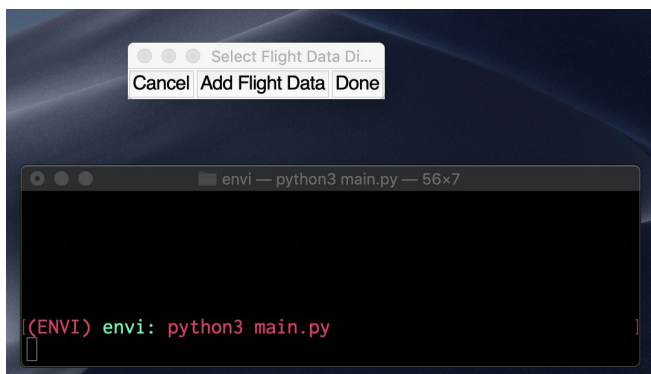 Select Flight Data Di...
Cancel Add Flight Data Done
envi — python3 main.py — 56×7
[(ENVI) envi: python3 main.py ]